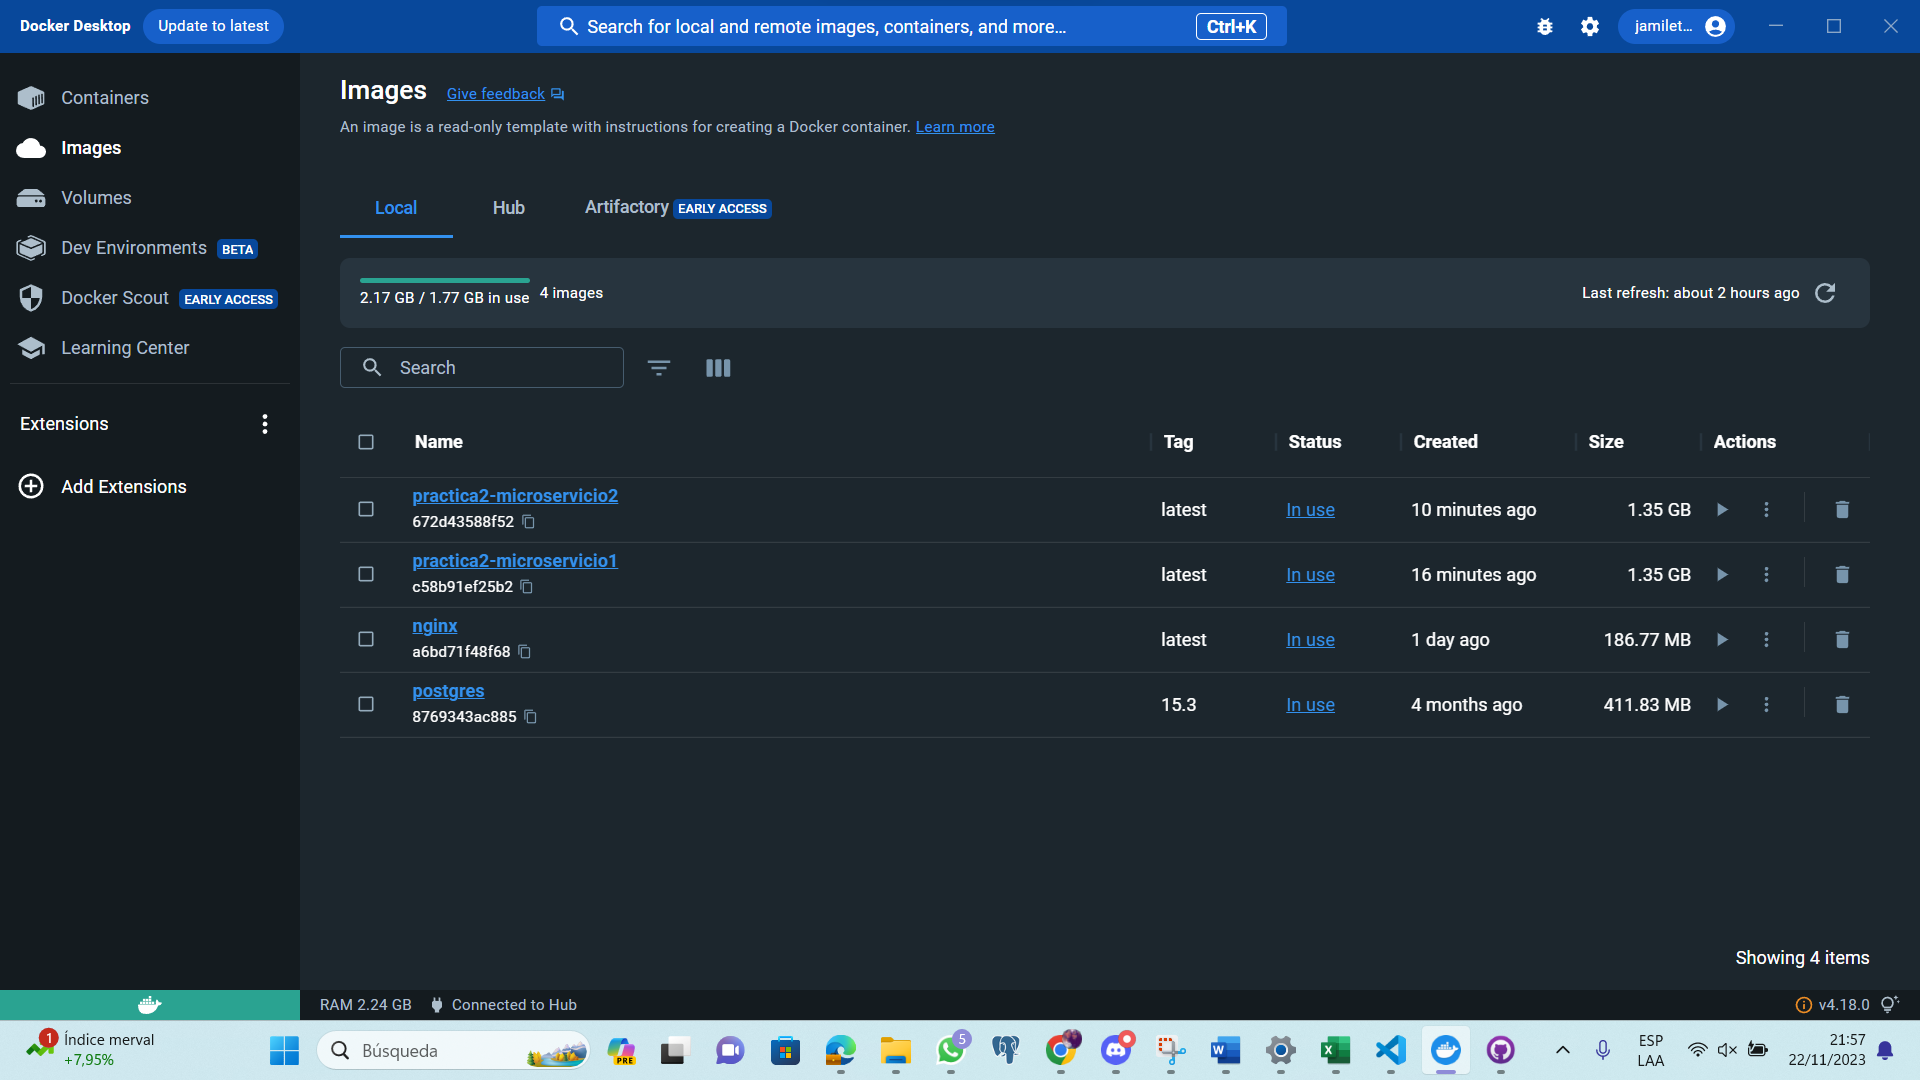 Docker Desktop
Update to latest
Search for local and remote images, containers, and more...
Ctrl+K
jamilet...
Containers
Images
Volumes
Dev Environments BETA
Docker Scout EARLY ACCESS
Learning Center
Extensions
Add Extensions
Images Give feedback
An image is a read-only template with instructions for creating a Docker container. Learn more
Local Hub Artifactory EARLY ACCESS
2.17 GB / 1.77 GB in use 4 images
Last refresh: about 2 hours ago
Search
Name Tag Status Created Size Actions
practica2-microservicio2
672d43588f52
latest In use 10 minutes ago 1.35 GB
practica2-microservicio1
c58b91ef25b2
latest In use 16 minutes ago 1.35 GB
nginx
a6bd71f48f68
latest In use 1 day ago 186.77 MB
postgres
8769343ac885
15.3 In use 4 months ago 411.83 MB
Showing 4 items
RAM 2.24 GB Connected to Hub
v4.18.0
1
Índice merval
+7,95%
Búsqueda
PRE
5
ESP
LAA
21:57
22/11/2023